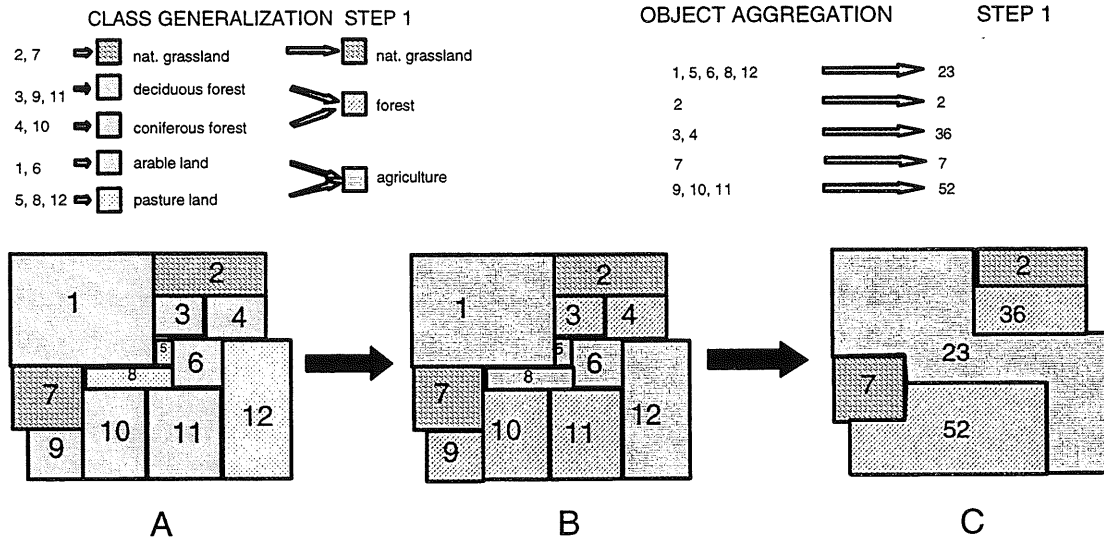 CLASS GENERALIZATION STEP 1
2, 7 nat. grassland nat. grassland
3, 9, 11 deciduous forest
forest
4, 10 coniferous forest
1, 6 arable land
agriculture
5, 8, 12 pasture land
OBJECT AGGREGATION STEP 1
1, 5, 6, 8, 12 23
2 2
3, 4 36
7 7
9, 10, 11 52
1
2
3
4
5
6
7
8
9
10
11
12
A
1
2
3
4
5
6
7
8
9
10
11
12
B
2
36
23
7
52
C